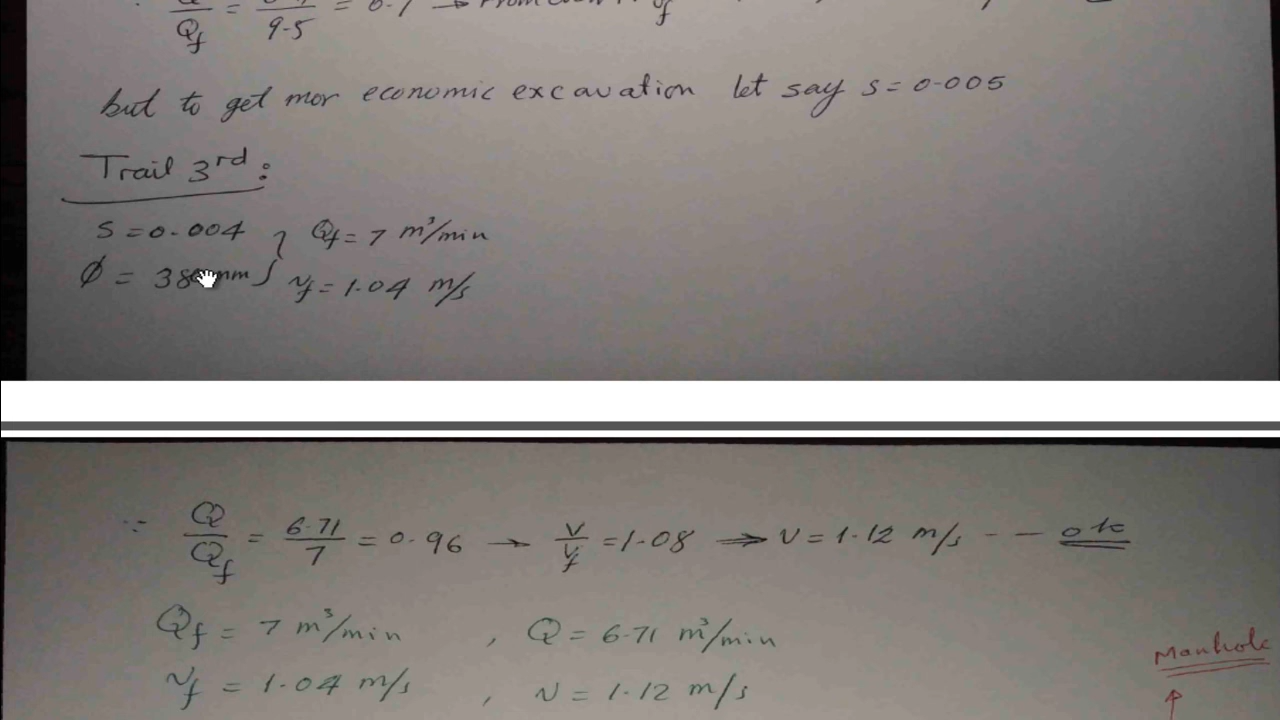 Q/Qf = /9.5 = 0.7 →
but to get mor economic excavation let say s = 0.005
Trail 3rd :
S = 0.004 } Qf = 7 m³/min
Ø = 380mm } vf = 1.04 m/s
∵ Q/Qf = 6.71/7 = 0.96 → V/Vf = 1.08 ⇒ V = 1.12 m/s - - ok
Qf = 7 m³/min , Q = 6.71 m³/min
Manhole
vf = 1.04 m/s , v = 1.12 m/s